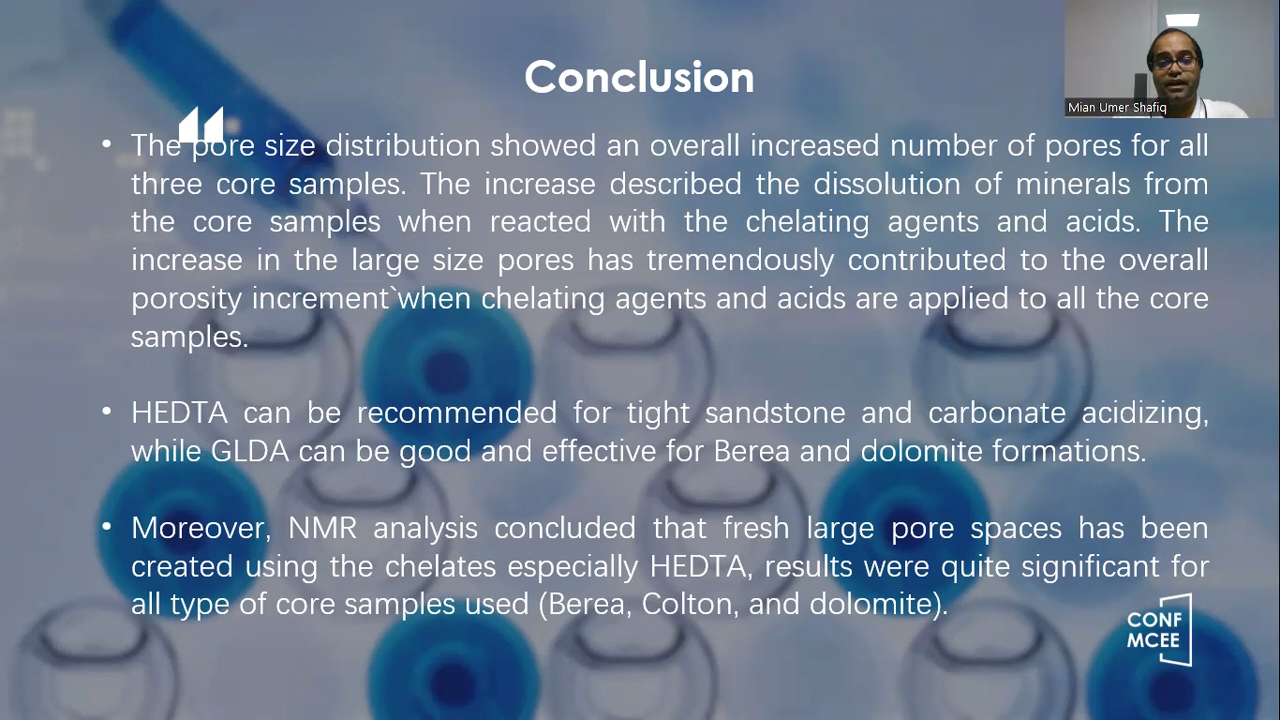 Conclusion
Mian Umer Shafiq
• The pore size distribution showed an overall increased number of pores for all
three core samples. The increase described the dissolution of minerals from
the core samples when reacted with the chelating agents and acids. The
increase in the large size pores has tremendously contributed to the overall
porosity increment`when chelating agents and acids are applied to all the core
samples.
• HEDTA can be recommended for tight sandstone and carbonate acidizing,
while GLDA can be good and effective for Berea and dolomite formations.
• Moreover, NMR analysis concluded that fresh large pore spaces has been
created using the chelates especially HEDTA, results were quite significant for
all type of core samples used (Berea, Colton, and dolomite).
CONF
MCEE